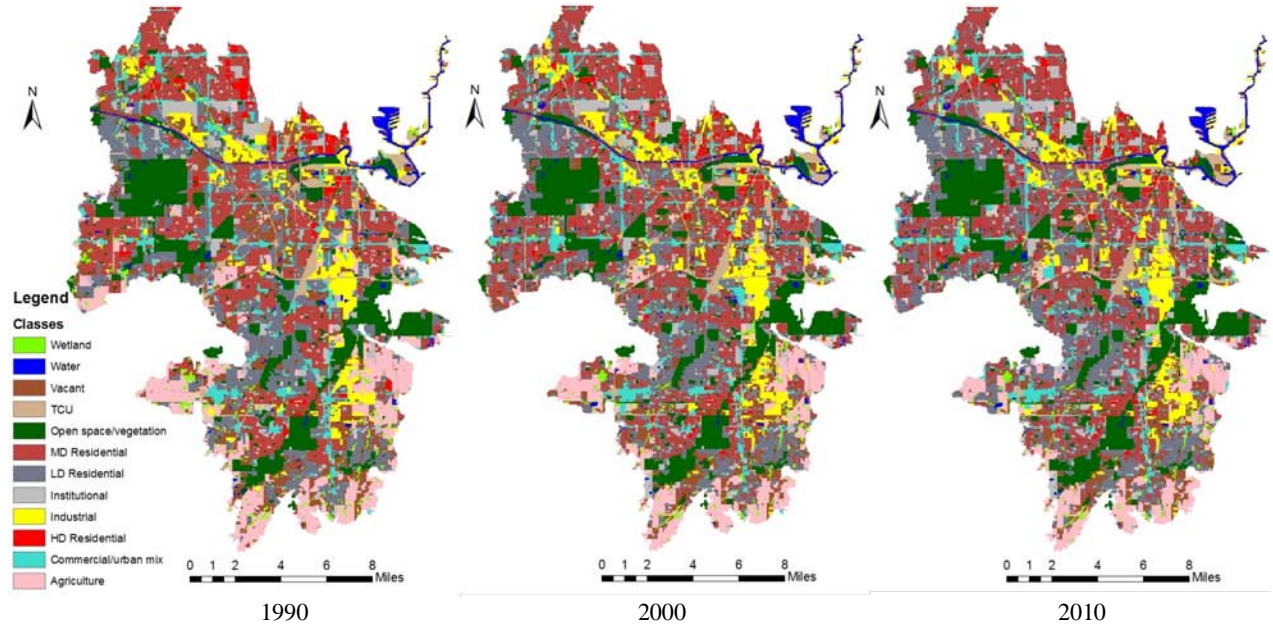 N
N
N
Legend
Classes
Wetland
Water
Vacant
TCU
Open space/vegetation
MD Residential
LD Residential
Institutional
Industrial
HD Residential
Commercial/urban mix
Agriculture
0 1 2 4 6 8 Miles
0 1 2 4 6 8 Miles
0 1 2 4 6 8 Miles
1990 2000 2010